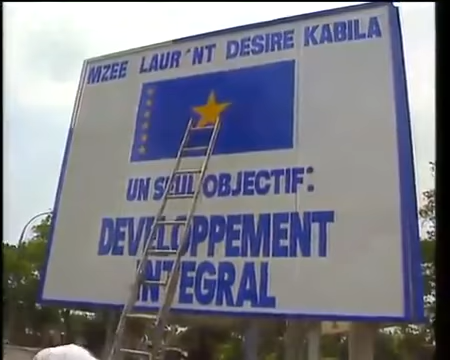 MZEE LAUR'NT DESIRE KABILA
UN SEUL OBJECTIF:
DEVELOPPEMENT
INTEGRAL